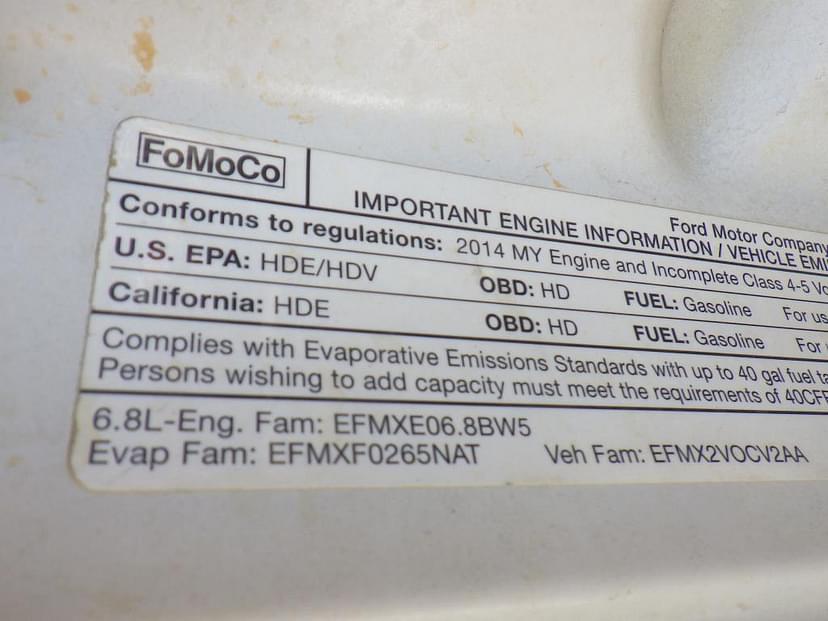 FoMoCo
Ford Motor Company
IMPORTANT ENGINE INFORMATION / VEHICLE
Conforms to regulations: 2014 MY Engine and Incomplete Class 4-5
U.S. EPA: HDE/HDV OBD: HD FUEL: Gasoline For
California: HDE OBD: HD FUEL: Gasoline For
Complies with Evaporative Emissions Standards with up to 40 gal fuel
Persons wishing to add capacity must meet the requirements of
6.8L-Eng. Fam: EFMXE06.8BW5
Evap Fam: EFMXF0265NAT Veh Fam: EFMX2VOCV2AA